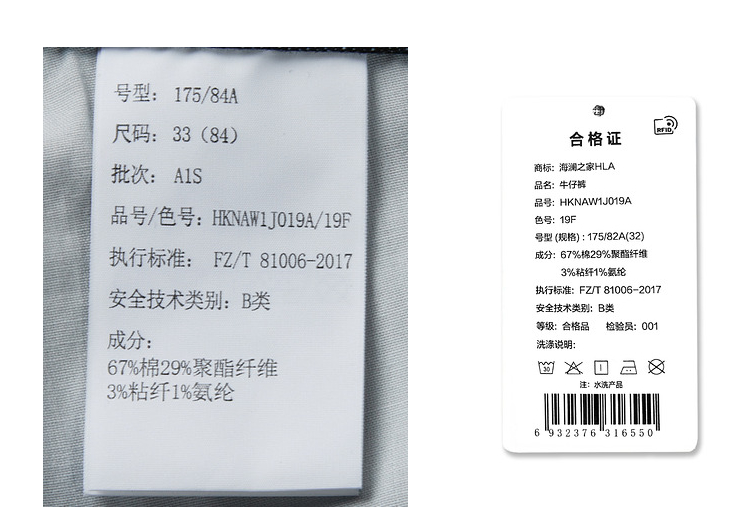 号型: 175/84A
尺码: 33 (84)
批次: A1S
品号/色号: HKNAW1J019A/19F
执行标准: FZ/T 81006-2017
安全技术类别: B类
成分:
67%棉29%聚酯纤维
3%粘纤1%氨纶
RFID
合格证
商标: 海澜之家HLA
品名: 牛仔裤
品号: HKNAW1J019A
色号: 19F
号型 (规格) : 175/82A(32)
成分: 67%棉29%聚酯纤维
3%粘纤1%氨纶
执行标准: FZ/T 81006-2017
安全技术类别: B类
等级: 合格品 检验员: 001
洗涤说明:
30
注: 水洗产品
6 932376 316550